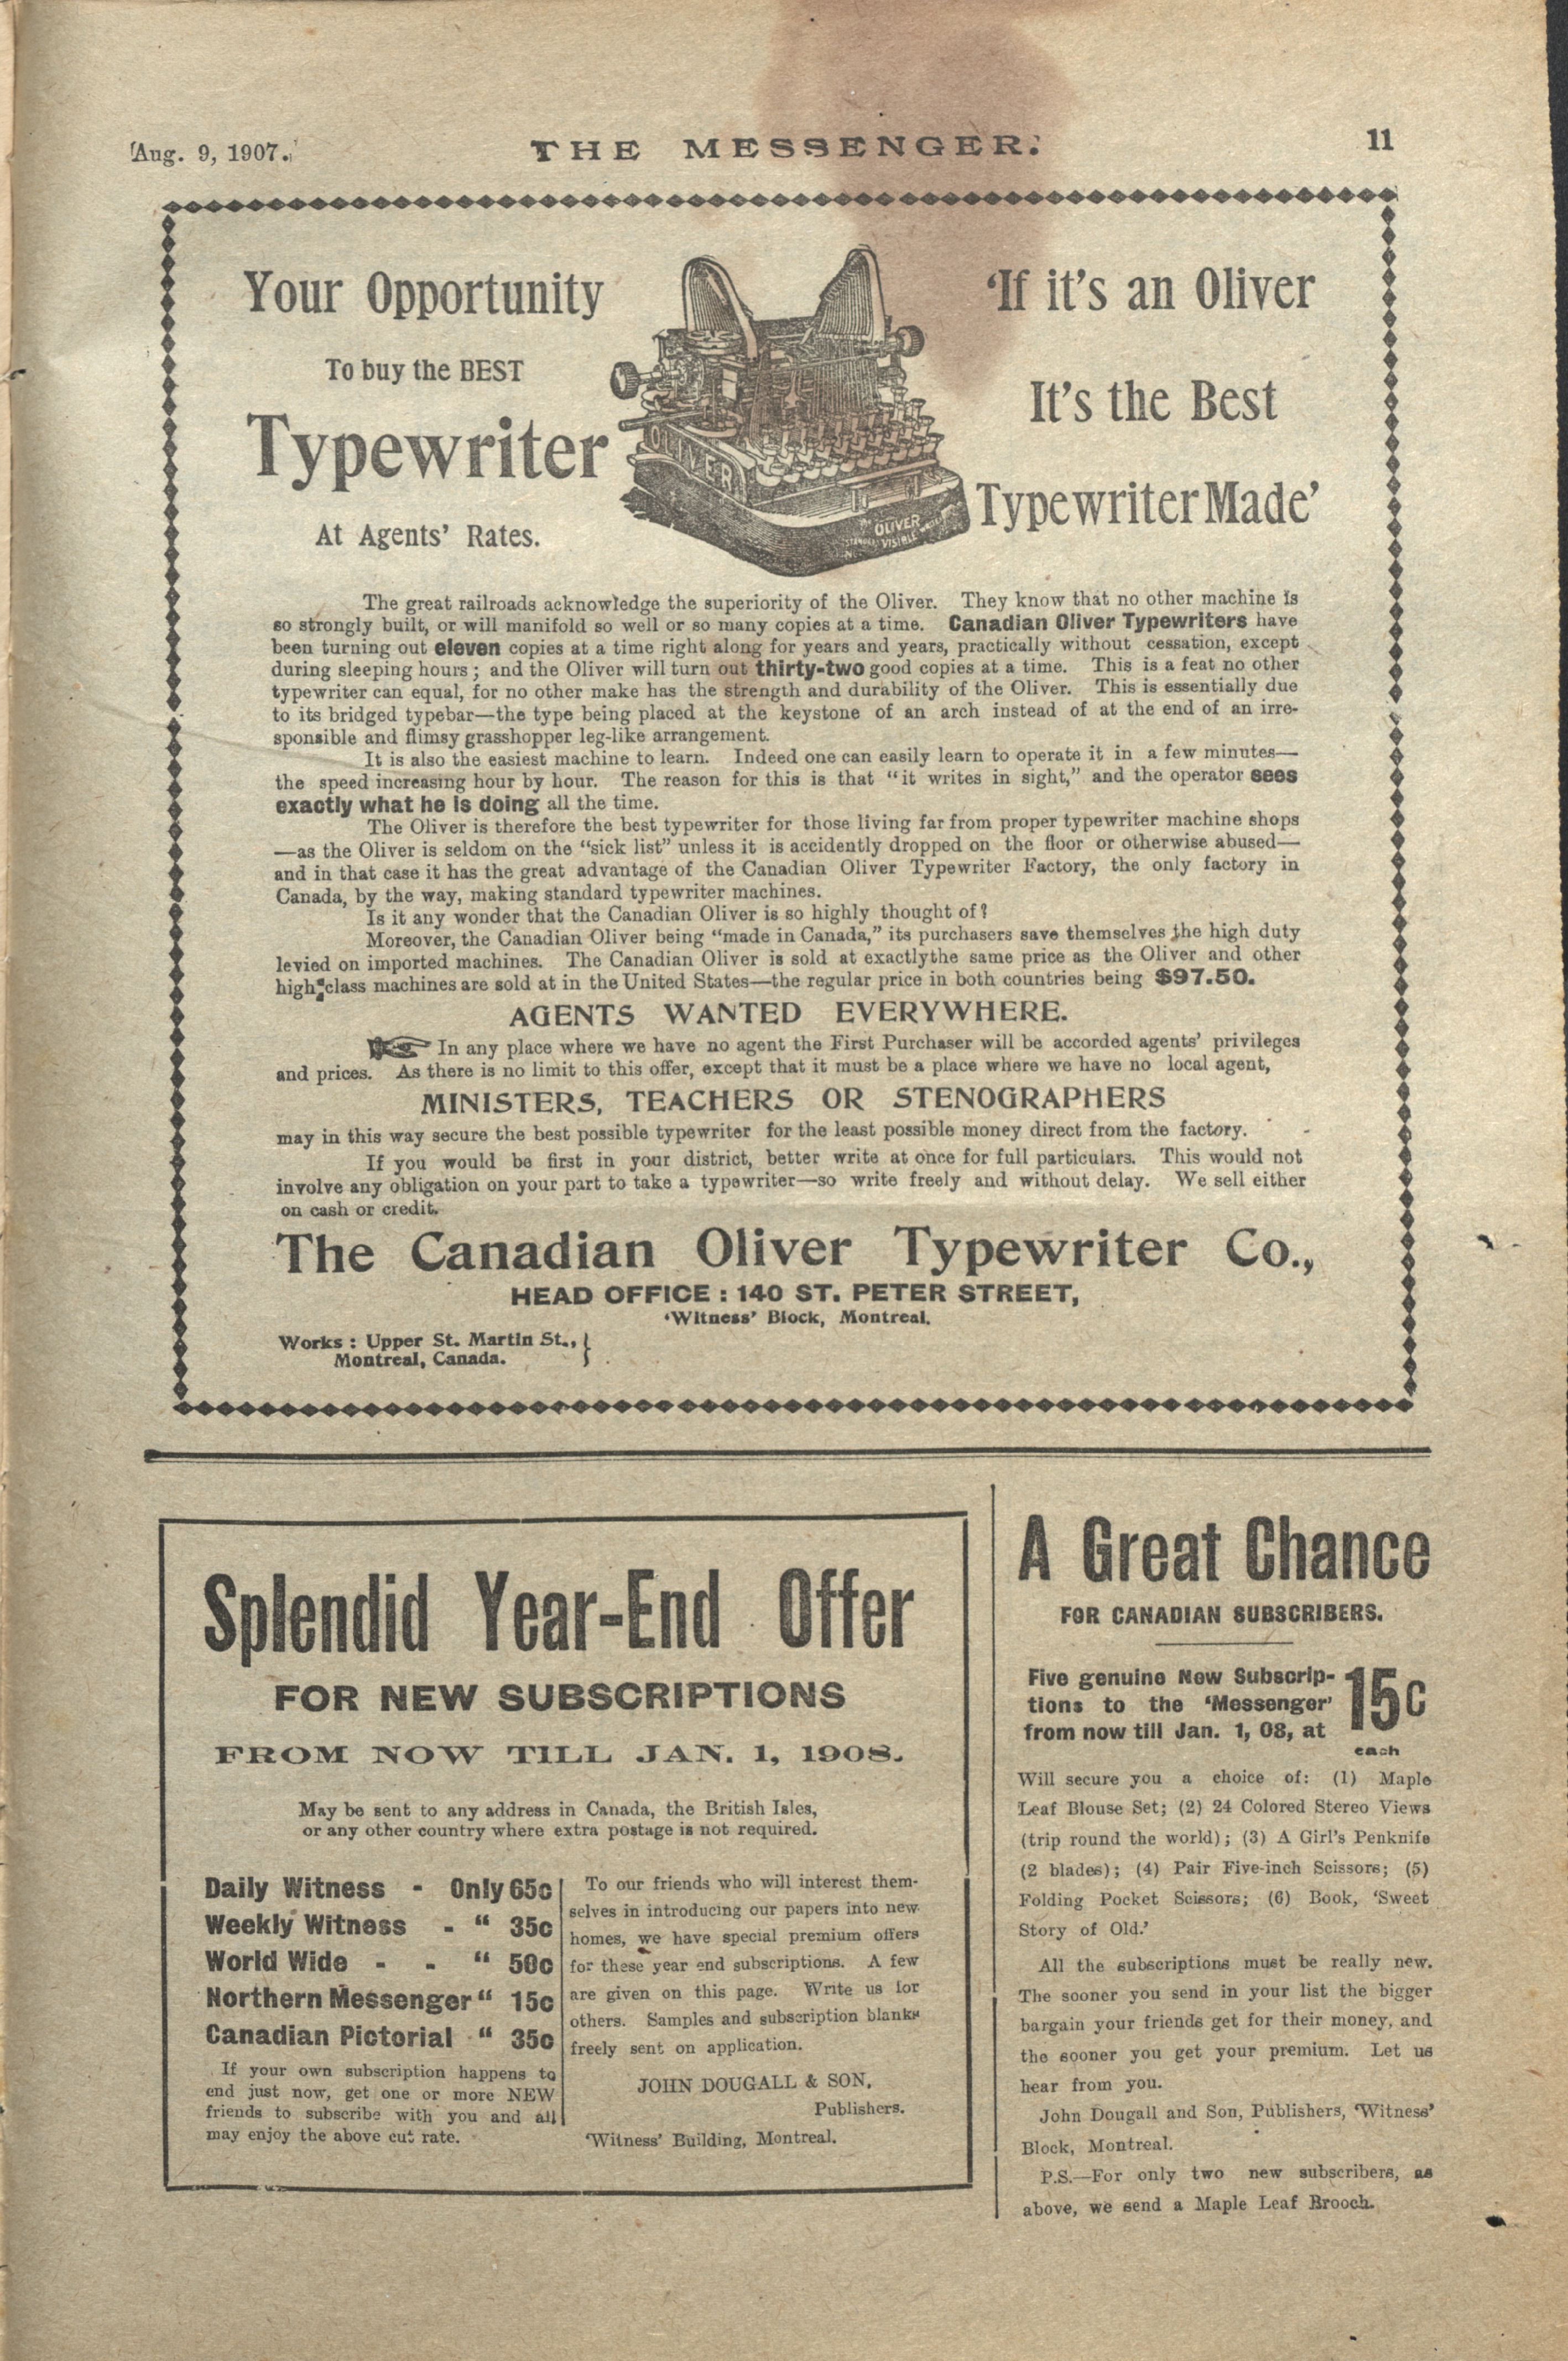 Aug. 9, 1907.
THE MESSENGER.
11
Your Opportunity
To buy the BEST
Typewriter
At Agents' Rates.
OLIVER
OLIVER
VISIBLE
'If it's an Oliver
It's the Best
Typewriter Made'
The great railroads acknowledge the superiority of the Oliver. They know that no other machine is
so strongly built, or will manifold so well or so many copies at a time. Canadian Oliver Typewriters have
been turning out eleven copies at a time right along for years and years, practically without cessation, except
during sleeping hours; and the Oliver will turn out thirty-two good copies at a time. This is a feat no other
typewriter can equal, for no other make has the strength and durability of the Oliver. This is essentially due
to its bridged typebar—the type being placed at the keystone of an arch instead of at the end of an irre-
sponsible and flimsy grasshopper leg-like arrangement.
It is also the easiest machine to learn. Indeed one can easily learn to operate it in a few minutes—
the speed increasing hour by hour. The reason for this is that "it writes in sight," and the operator sees
exactly what he is doing all the time.
The Oliver is therefore the best typewriter for those living far from proper typewriter machine shops
—as the Oliver is seldom on the "sick list" unless it is accidently dropped on the floor or otherwise abused—
and in that case it has the great advantage of the Canadian Oliver Typewriter Factory, the only factory in
Canada, by the way, making standard typewriter machines.
Is it any wonder that the Canadian Oliver is so highly thought of?
Moreover, the Canadian Oliver being "made in Canada," its purchasers save themselves the high duty
levied on imported machines. The Canadian Oliver is sold at exactly the same price as the Oliver and other
high-class machines are sold at in the United States—the regular price in both countries being $97.50.
AGENTS WANTED EVERYWHERE.
In any place where we have no agent the First Purchaser will be accorded agents' privileges
and prices. As there is no limit to this offer, except that it must be a place where we have no local agent,
MINISTERS, TEACHERS OR STENOGRAPHERS
may in this way secure the best possible typewriter for the least possible money direct from the factory.
If you would be first in your district, better write at once for full particulars. This would not
involve any obligation on your part to take a typewriter—so write freely and without delay. We sell either
on cash or credit.
The Canadian Oliver Typewriter Co.,
HEAD OFFICE: 140 ST. PETER STREET,
'Witness' Block, Montreal.
Works: Upper St. Martin St.,
Montreal, Canada.
Splendid Year-End Offer
FOR NEW SUBSCRIPTIONS
FROM NOW TILL JAN. 1, 1908.
May be sent to any address in Canada, the British Isles,
or any other country where extra postage is not required.
Daily Witness - Only 65c
Weekly Witness - " 35c
World Wide - - " 50c
Northern Messenger " 15c
Canadian Pictorial " 35c
If your own subscription happens to
end just now, get one or more NEW
friends to subscribe with you and all
may enjoy the above cut rate.
To our friends who will interest them-
selves in introducing our papers into new
homes, we have special premium offers
for these year end subscriptions. A few
are given on this page. Write us for
others. Samples and subscription blanks
freely sent on application.
JOHN DOUGALL & SON,
Publishers.
'Witness' Building, Montreal.
A Great Chance
FOR CANADIAN SUBSCRIBERS.
Five genuine New Subscrip-
tions to the 'Messenger'
from now till Jan. 1, 08, at
15c
each
Will secure you a choice of: (1) Maple
Leaf Blouse Set; (2) 24 Colored Stereo Views
(trip round the world); (3) A Girl's Penknife
(2 blades); (4) Pair Five-inch Scissors; (5)
Folding Pocket Scissors; (6) Book, 'Sweet
Story of Old.'
All the subscriptions must be really new.
The sooner you send in your list the bigger
bargain your friends get for their money, and
the sooner you get your premium. Let us
hear from you.
John Dougall and Son, Publishers, 'Witness'
Block, Montreal.
P.S.—For only two new subscribers, as
above, we send a Maple Leaf Brooch.